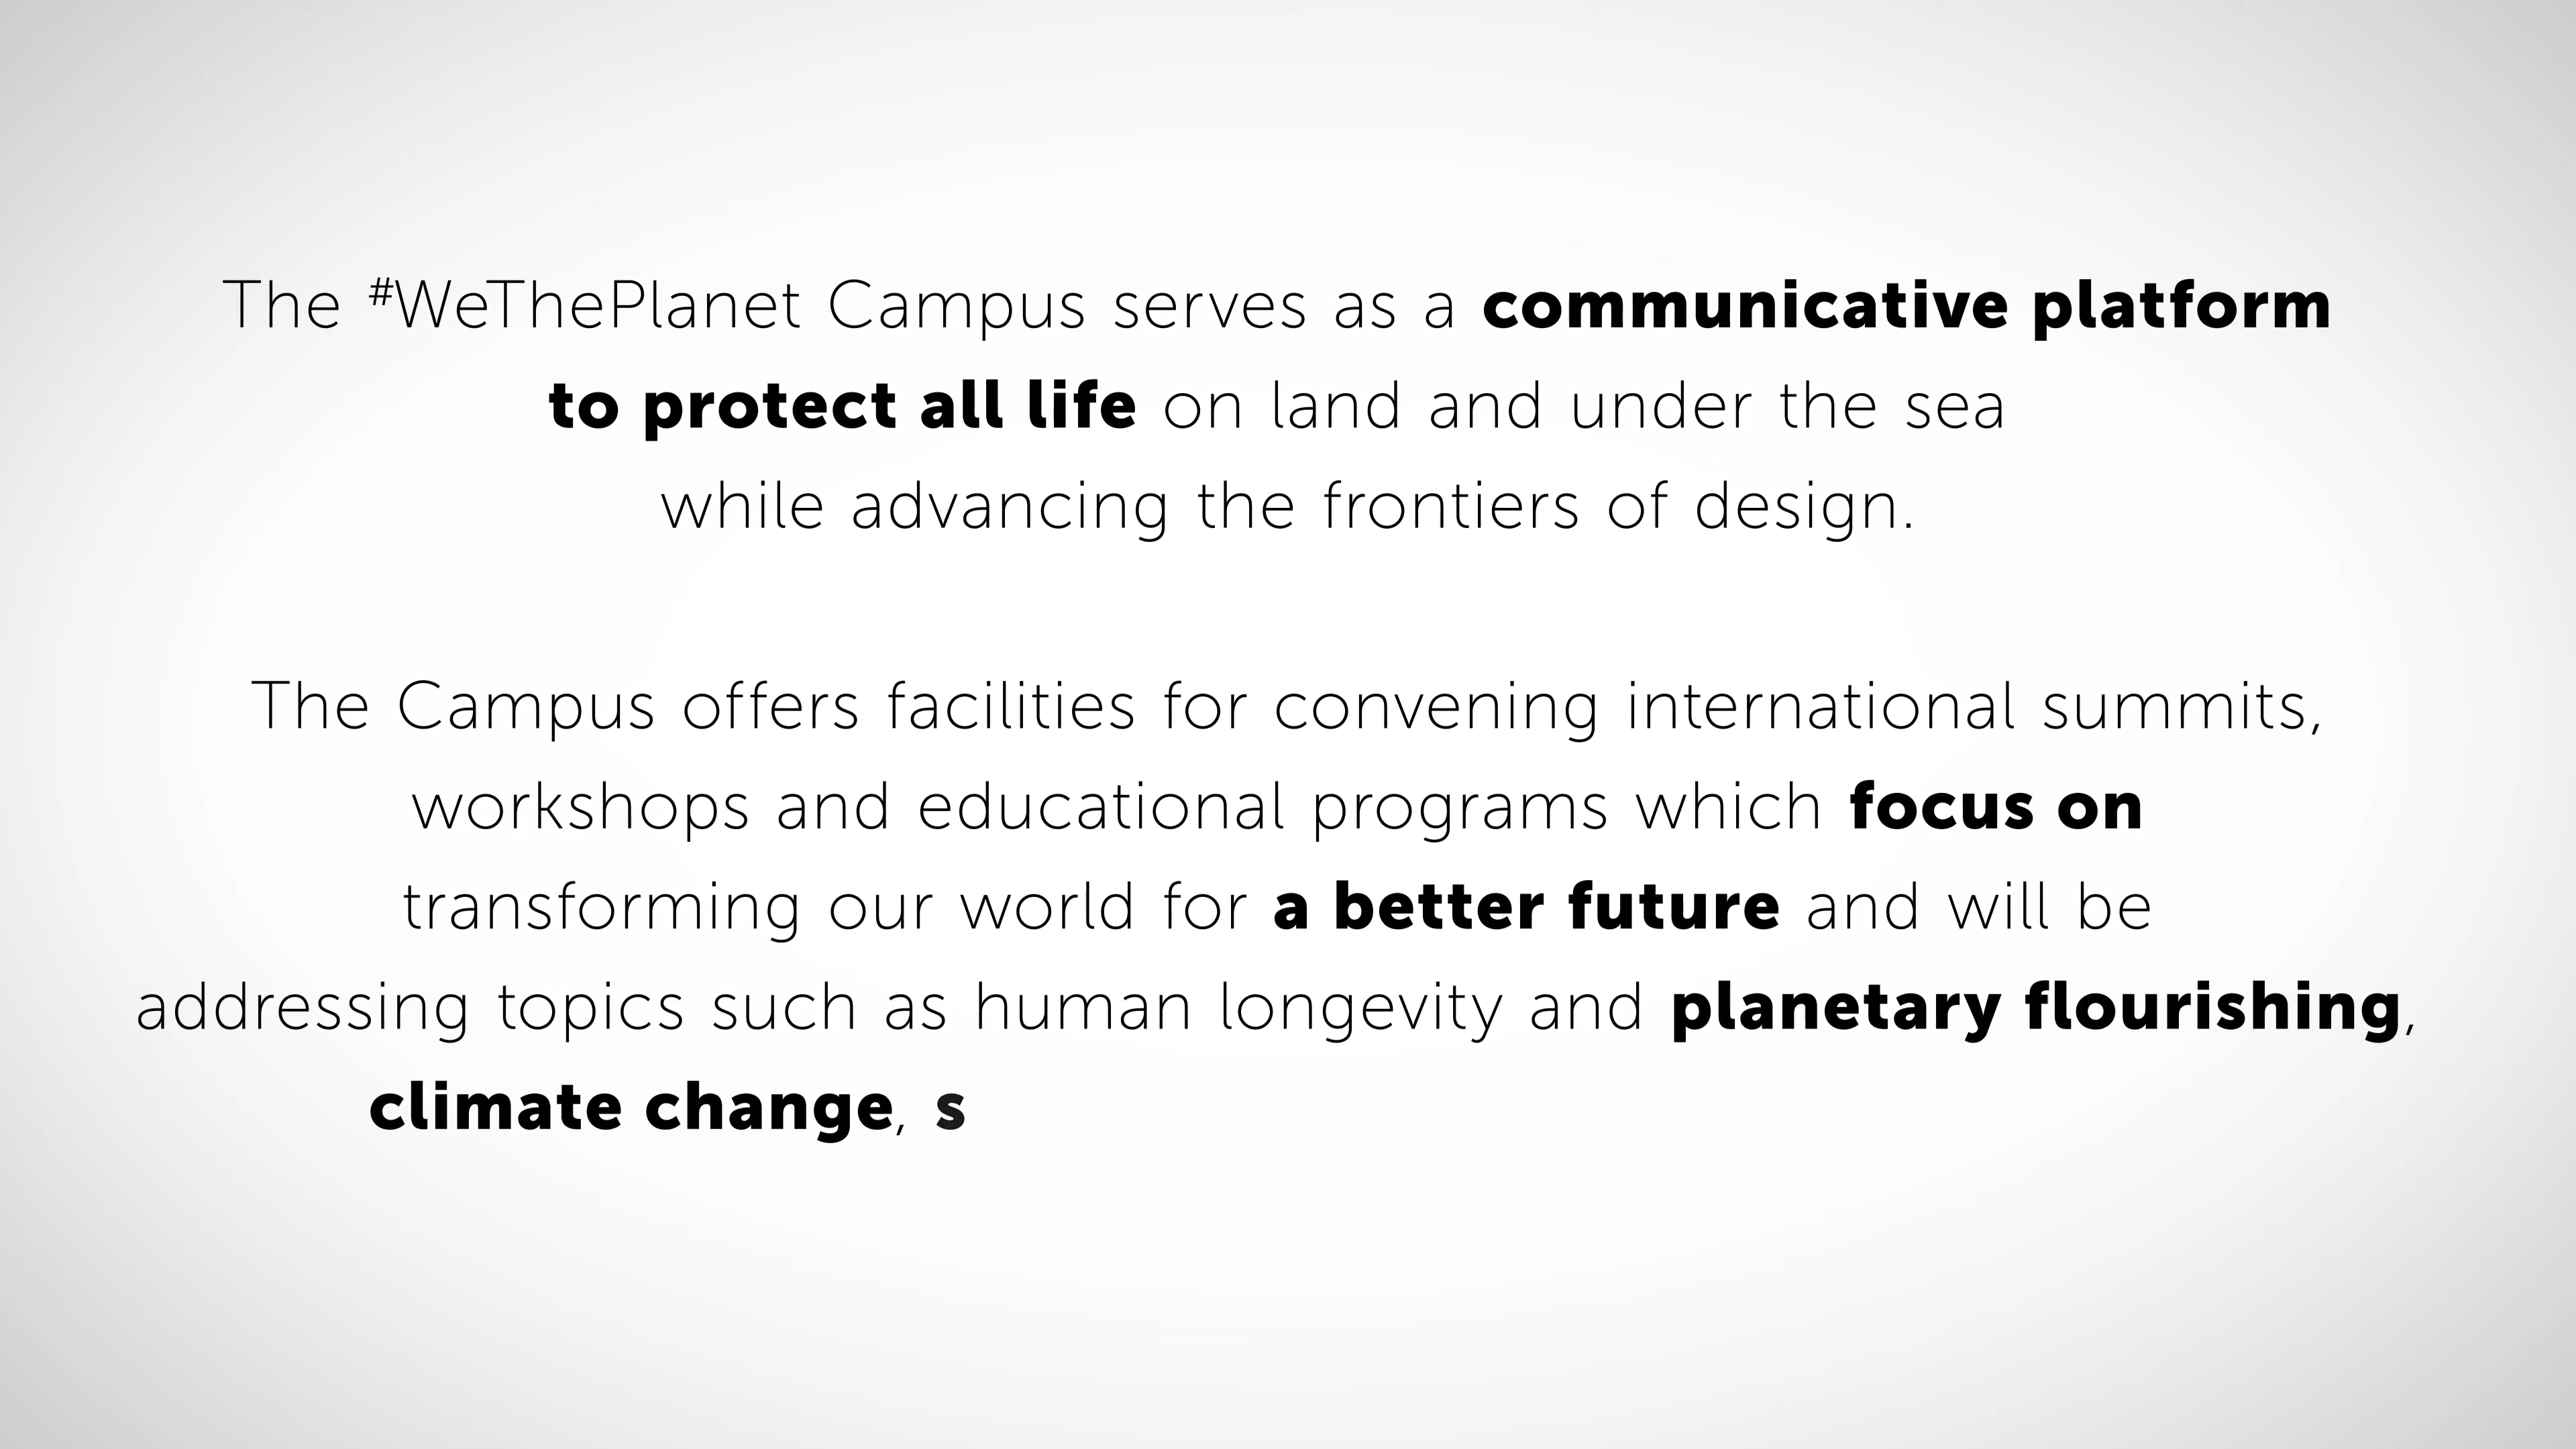 The #WeThePlanet Campus serves as a communicative platform
to protect all life on land and under the sea
while advancing the frontiers of design.
The Campus offers facilities for convening international summits,
workshops and educational programs which focus on
transforming our world for a better future and will be
addressing topics such as human longevity and planetary flourishing,
climate change, s